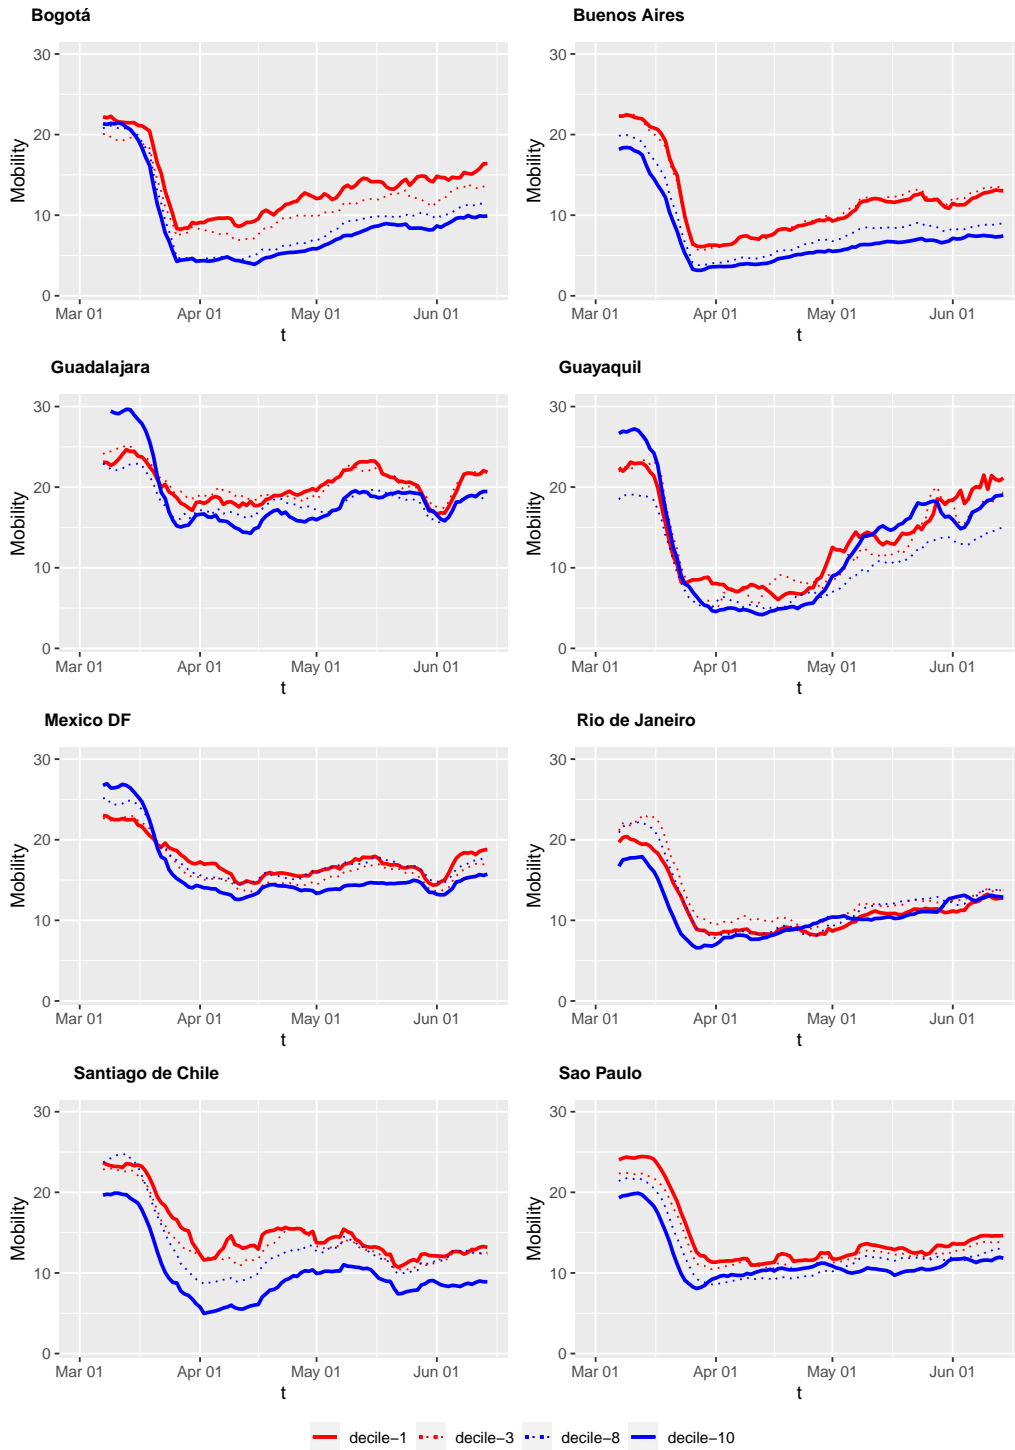 Bogotá
Buenos Aires
30
20
10
0
Mobility
Mar 01 Apr 01 May 01 Jun 01
t
30
20
10
0
Mobility
Mar 01 Apr 01 May 01 Jun 01
t
Guadalajara
Guayaquil
30
20
10
0
Mobility
Mar 01 Apr 01 May 01 Jun 01
t
30
20
10
0
Mobility
Mar 01 Apr 01 May 01 Jun 01
t
Mexico DF
Rio de Janeiro
30
20
10
0
Mobility
Mar 01 Apr 01 May 01 Jun 01
t
30
20
10
0
Mobility
Mar 01 Apr 01 May 01 Jun 01
t
Santiago de Chile
Sao Paulo
30
20
10
0
Mobility
Mar 01 Apr 01 May 01 Jun 01
t
30
20
10
0
Mobility
Mar 01 Apr 01 May 01 Jun 01
t
decile−1 decile−3 decile−8 decile−10